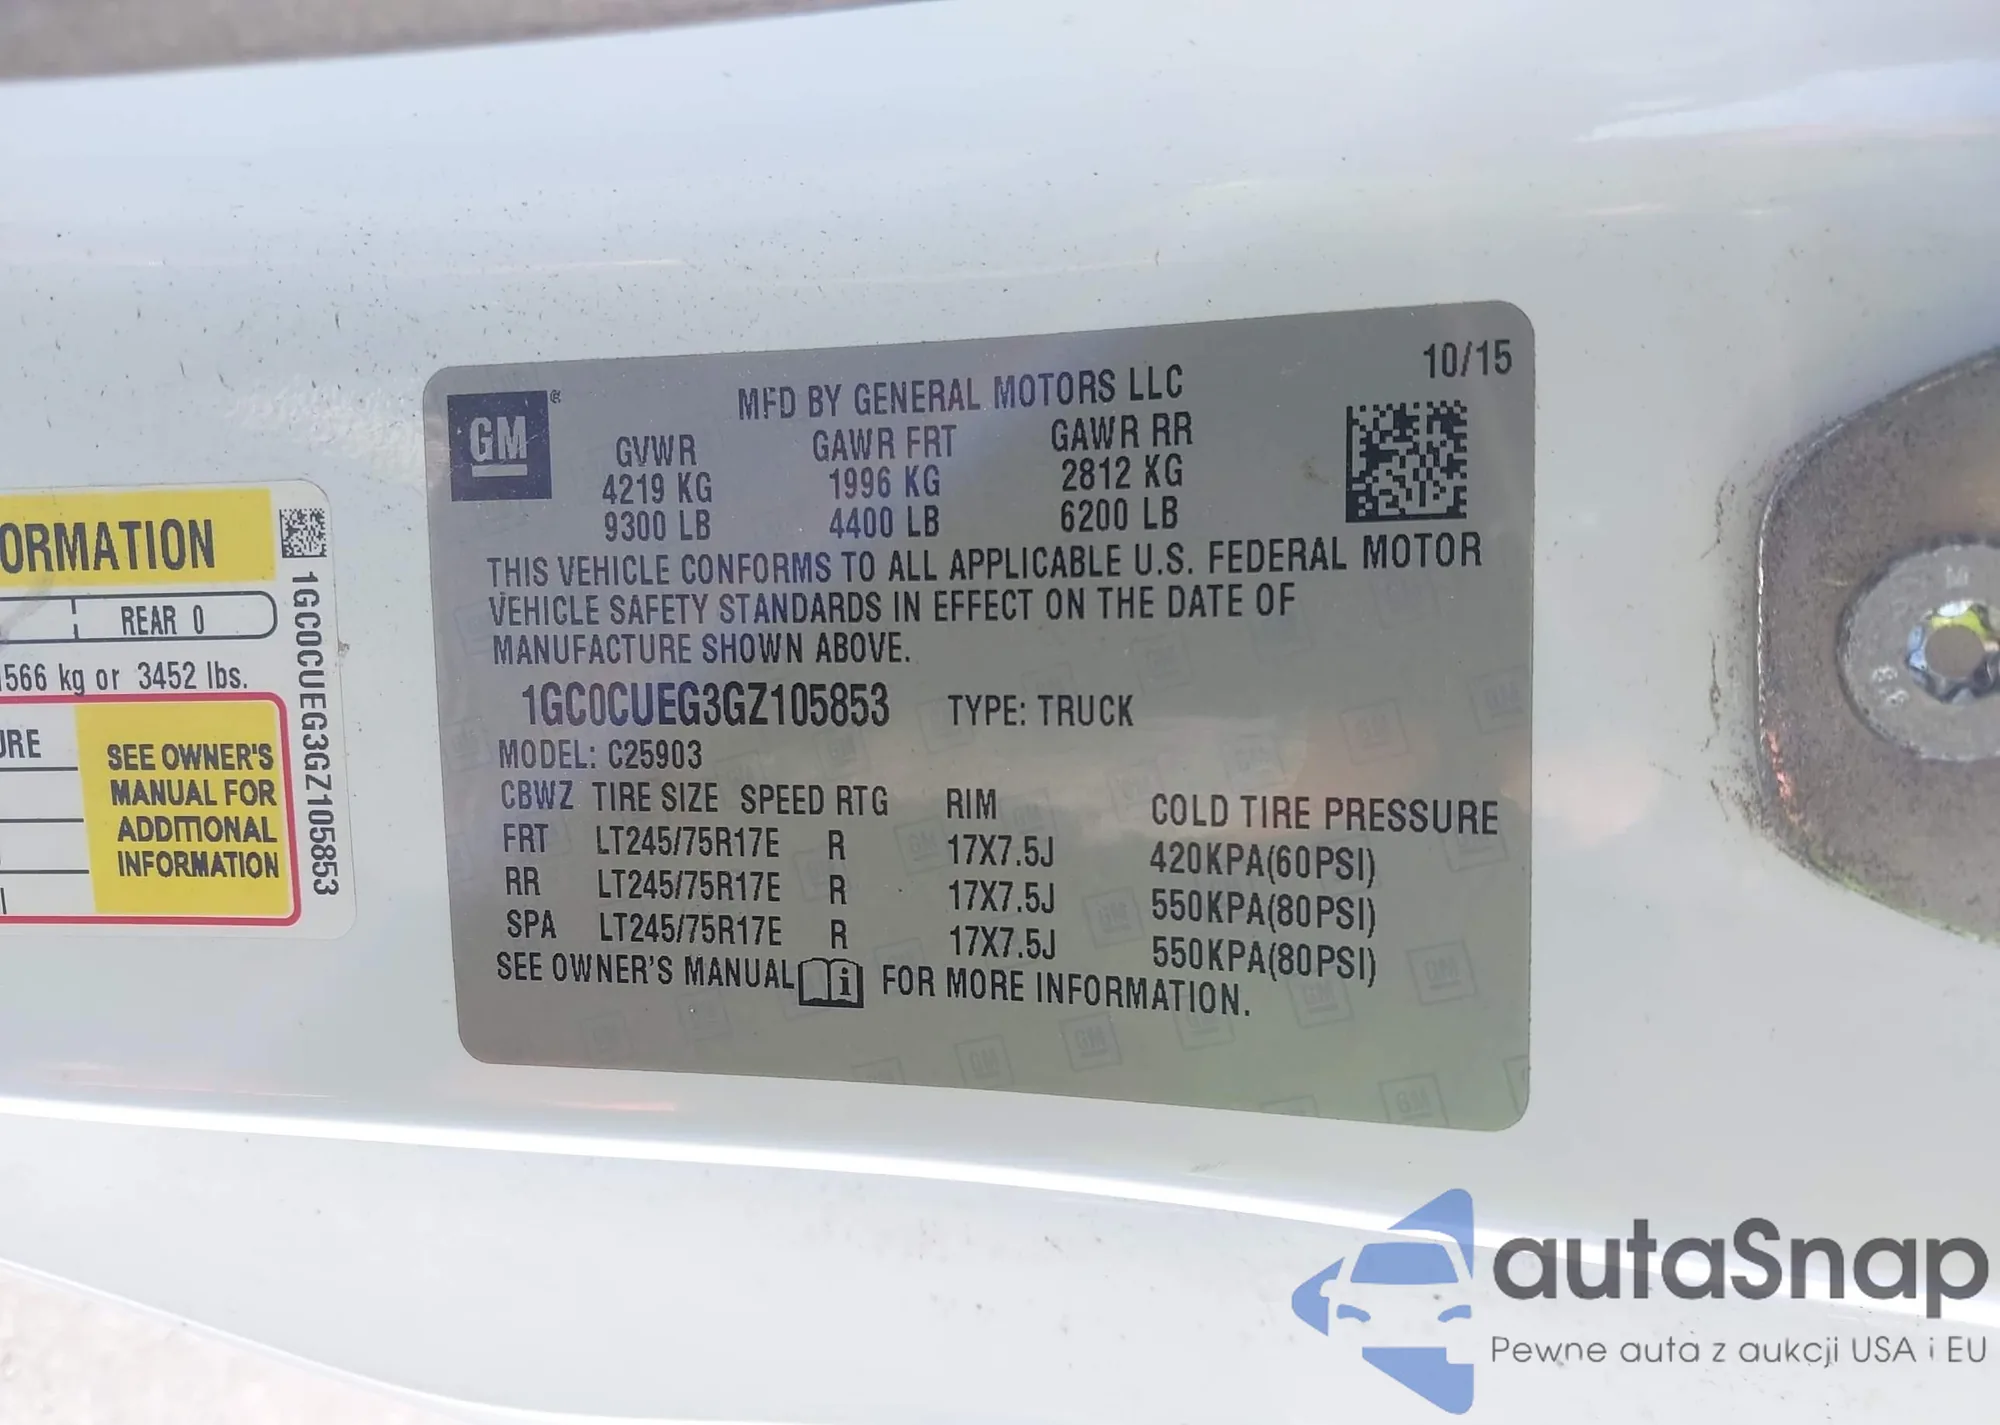 ORMATION
REAR 0
566 kg or 3452 lbs.
URE
SEE OWNER'S
MANUAL FOR
ADDITIONAL
INFORMATION
1GC0CUEG3GZ105853
GM
10/15
MFD BY GENERAL MOTORS LLC
GVWR GAWR FRT GAWR RR
4219 KG 1996 KG 2812 KG
9300 LB 4400 LB 6200 LB
THIS VEHICLE CONFORMS TO ALL APPLICABLE U.S. FEDERAL MOTOR
VEHICLE SAFETY STANDARDS IN EFFECT ON THE DATE OF
MANUFACTURE SHOWN ABOVE.
1GC0CUEG3GZ105853 TYPE: TRUCK
MODEL: C25903
CBWZ TIRE SIZE SPEED RTG RIM COLD TIRE PRESSURE
FRT LT245/75R17E R 17X7.5J 420KPA(60PSI)
RR LT245/75R17E R 17X7.5J 550KPA(80PSI)
SPA LT245/75R17E R 17X7.5J 550KPA(80PSI)
SEE OWNER'S MANUAL i FOR MORE INFORMATION.
autaSnap
Pewne auta z aukcji USA i EU